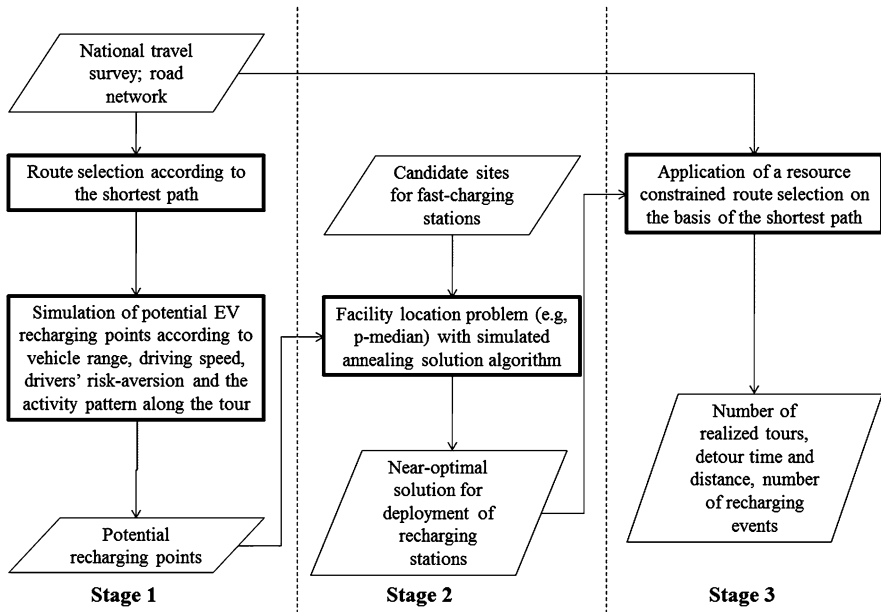 National travel
survey; road
network
Route selection according to
the shortest path
Simulation of potential EV
recharging points according to
vehicle range, driving speed,
drivers' risk-aversion and the
activity pattern along the tour
Potential
recharging points
Stage 1
Candidate sites
for fast-charging
stations
Facility location problem (e.g,
p-median) with simulated
annealing solution algorithm
Near-optimal
solution for
deployment of
recharging
stations
Stage 2
Application of a resource
constrained route selection on
the basis of the shortest path
Number of
realized tours,
detour time and
distance, number
of recharging
events
Stage 3